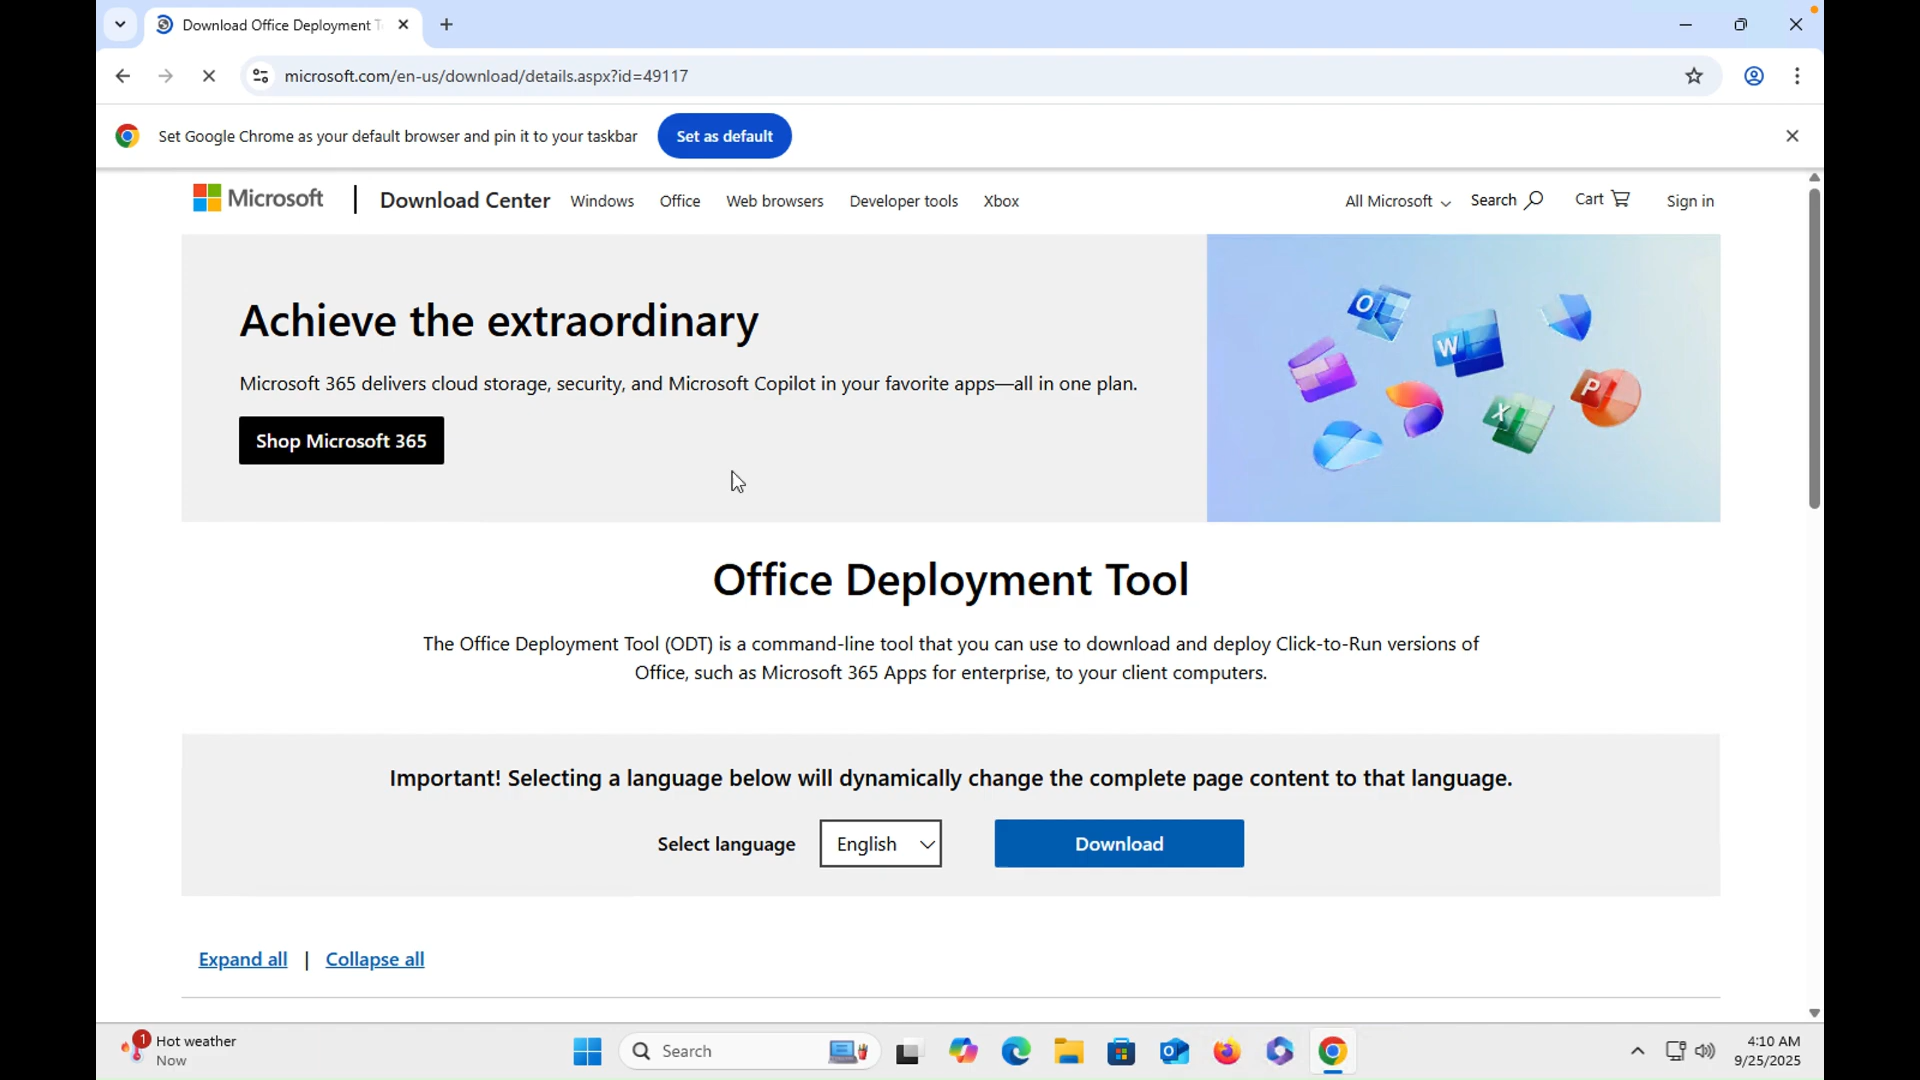 Download Office Deployment T
microsoft.com/en-us/download/details.aspx?id=49117
Set Google Chrome as your default browser and pin it to your taskbar
Set as default
Microsoft
Download Center
Windows
Office
Web browsers
Developer tools
Xbox
All Microsoft
Search
Cart
Sign in
Achieve the extraordinary
Microsoft 365 delivers cloud storage, security, and Microsoft Copilot in your favorite apps—all in one plan.
Shop Microsoft 365
O
W
X
P
Office Deployment Tool
The Office Deployment Tool (ODT) is a command-line tool that you can use to download and deploy Click-to-Run versions of
Office, such as Microsoft 365 Apps for enterprise, to your client computers.
Important! Selecting a language below will dynamically change the complete page content to that language.
Select language
English
Download
Expand all | Collapse all
1
Hot weather
Now
Search
4:10 AM
9/25/2025